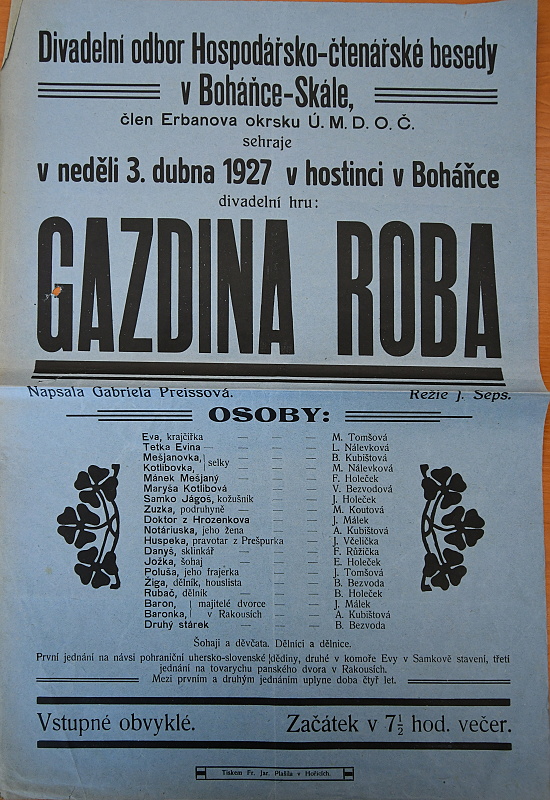 Divadelní odbor Hospodářsko-čtenářské besedy
v Boháňce-Skále,
člen Erbanova okrsku Ú. M. D. O. Č.
sehraje
v neděli 3. dubna 1927 v hostinci v Boháňce
divadelní hru:
GAZDINA ROBA
Napsala Gabriela Preissová. Režie J. Seps.
OSOBY:
Eva, krajčířka — — — — M. Tomšová
Tetka Evina — — — — L. Nálevková
Mešjanovka, } selky — — — B. Kubištová
Kotlibovka, — — — M. Nálevková
Mánek Mešjaný — — — F. Holeček
Maryša Kotlibová — — — V. Bezvodová
Samko Jágoš, kožušník — — — J. Holeček
Zuzka, podruhyně — — — M. Koutová
Doktor z Hrozenkova — — — J. Málek
Notáriuska, jeho žena — — — A. Kubištová
Huspeka, pravotar z Prešpurka — — J. Včelička
Danyš, sklinkář — — — F. Růžička
Jožka, šohaj — — — E. Holeček
Poluša, jeho frajerka — — — J. Tomšová
Žiga, dělník, houslista — — — B. Bezvoda
Rubač, dělník — — — B. Holeček
Baron, } majitelé dvorce — — J. Málek
Baronka, v Rakousích — — A. Kubištová
Druhý stárek — — — B. Bezvoda
Šohaji a děvčata. Dělníci a dělnice.
První jednání na návsi pohraniční uhersko-slovenské dědiny, druhé v komoře Evy v Samkově stavení, třetí
jednání na tovarychu panského dvora v Rakousích.
Mezi prvním a druhým jednáním uplyne doba čtyř let.
Vstupné obvyklé. Začátek v 7½ hod. večer.
Tiskem Fr. Jar. Plašila v Hořicích.